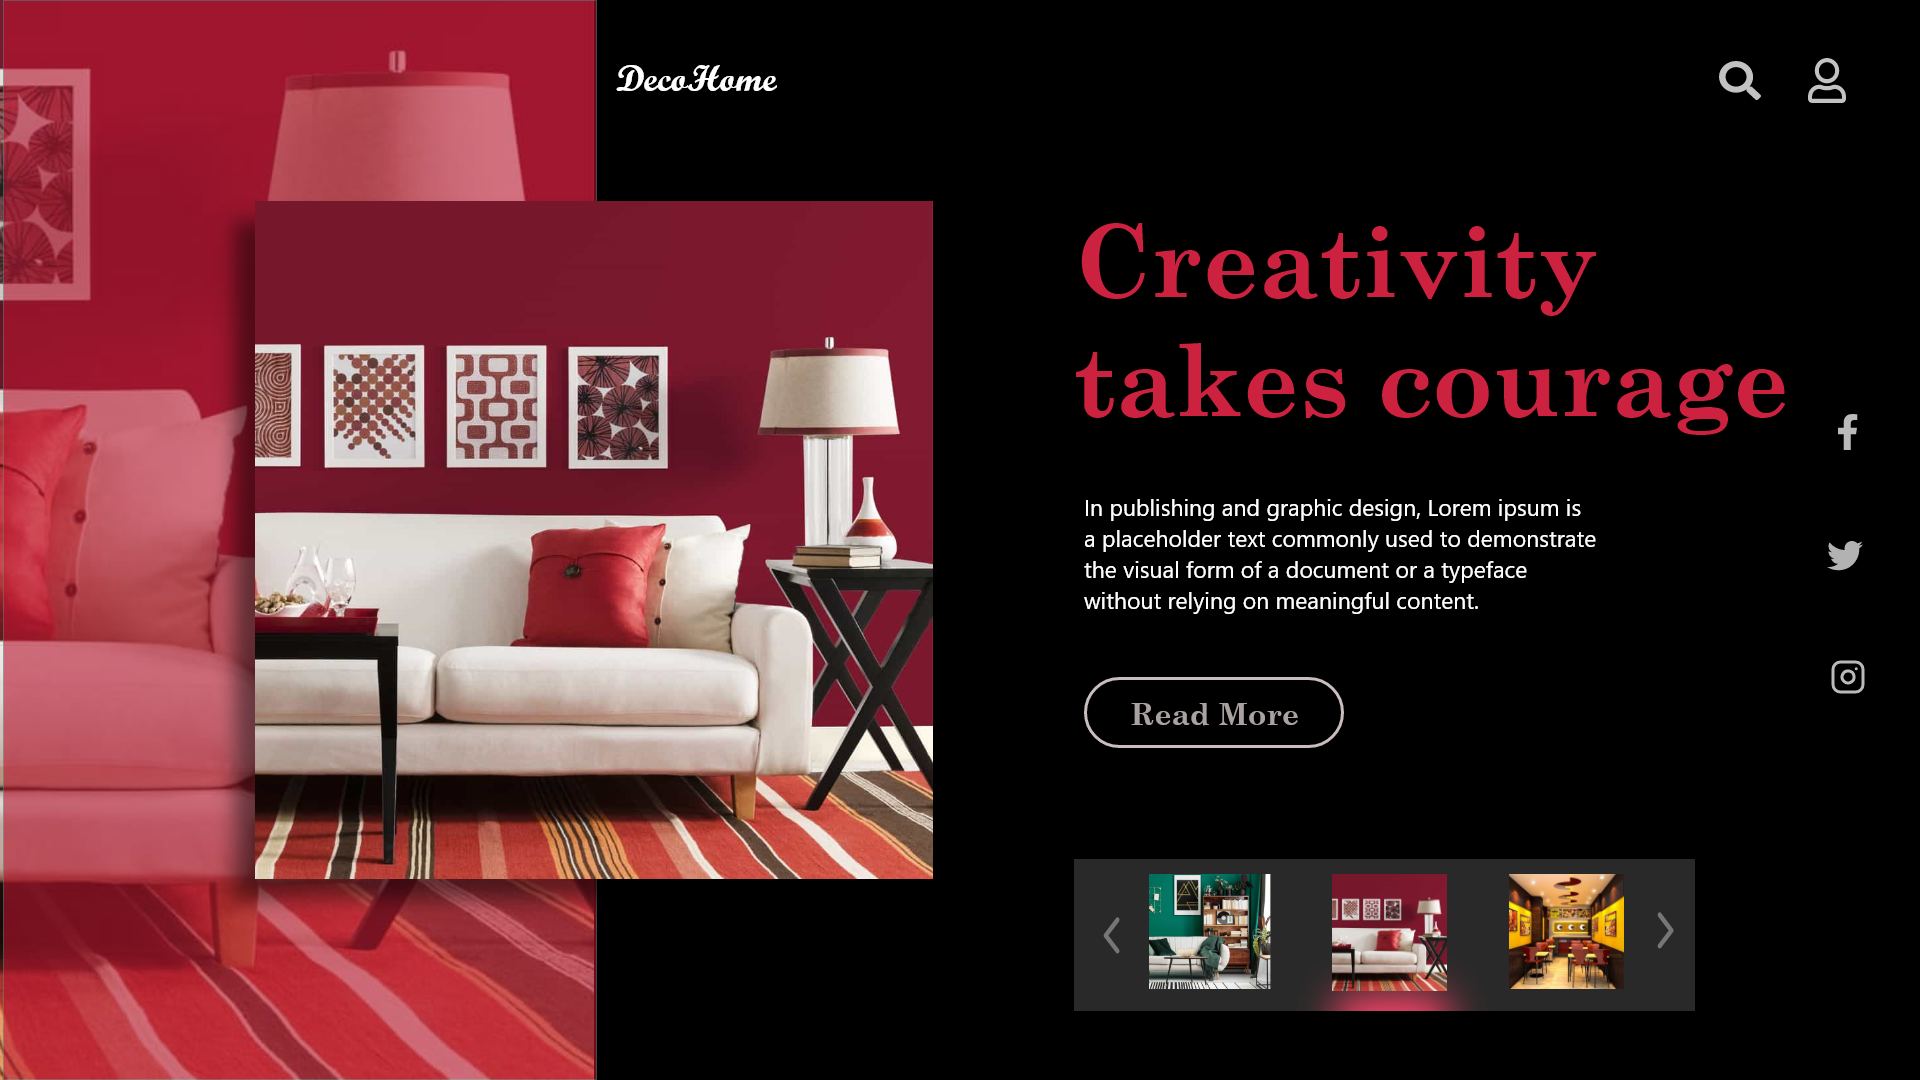 DecoHome
Creativity
takes courage
In publishing and graphic design, Lorem ipsum is
a placeholder text commonly used to demonstrate
the visual form of a document or a typeface
without relying on meaningful content.
Read More